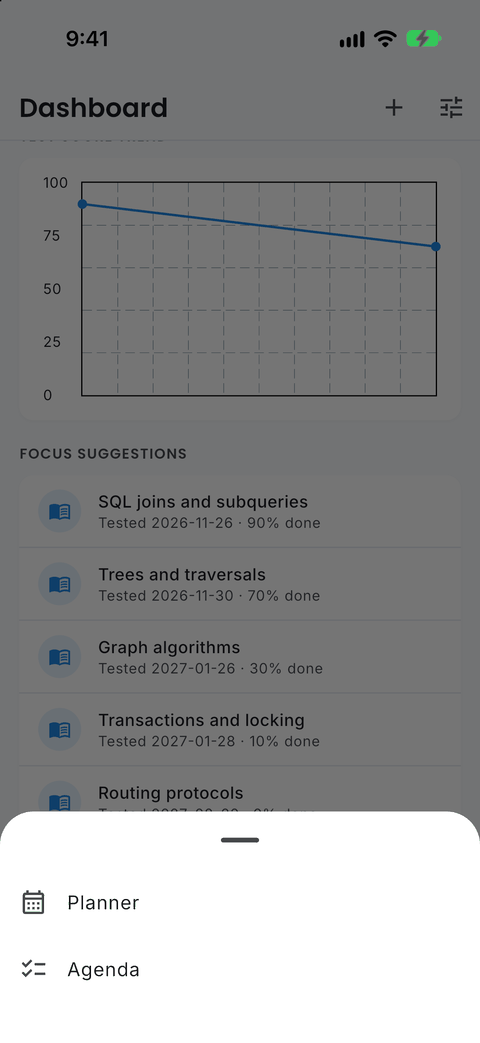 9:41
Dashboard
100
75
50
25
0
FOCUS SUGGESTIONS
SQL joins and subqueries
Tested 2026-11-26 · 90% done
Trees and traversals
Tested 2026-11-30 · 70% done
Graph algorithms
Tested 2027-01-26 · 30% done
Transactions and locking
Tested 2027-01-28 · 10% done
Routing protocols
Planner
Agenda